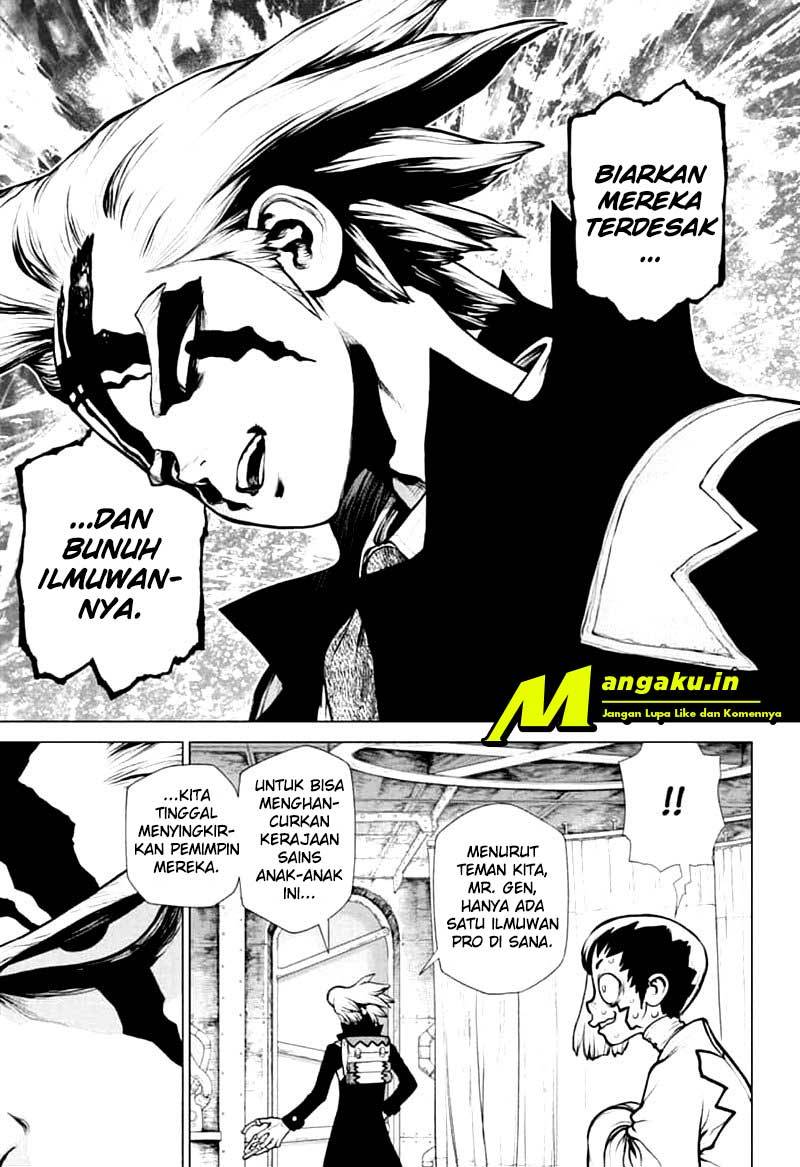 BIARKAN
MEREKA
TERDESAK
...
...DAN
BUNUH
ILMUWAN-
NYA.
Mangaku.in
Jangan Lupa Like dan Komennya
!!
MENURUT
TEMAN KITA,
MR. GEN,
HANYA ADA
SATU ILMUWAN
PRO DI SANA.
UNTUK BISA
MENGHAN-
CURKAN
KERAJAAN
SAINS
ANAK-ANAK
INI...
...KITA
TINGGAL
MENYINGKIR-
KAN PEMIMPIN
MEREKA.